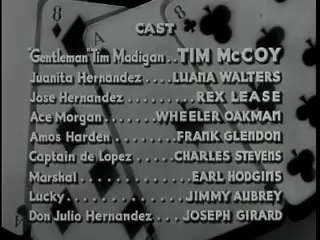 CAST
"Gentleman" Tim Madigan..TIM McCOY
Juanita Hernandez....LUANA WALTERS
Jose Hernandez..........REX LEASE
Ace Morgan.......WHEELER OAKMAN
Amos Harden.......FRANK GLENDON
Captain de Lopez...CHARLES STEVENS
Marshal.............EARL HODGINS
Lucky..............JIMMY AUBREY
Don Julio Hernandez...JOSEPH GIRARD
8
A
8